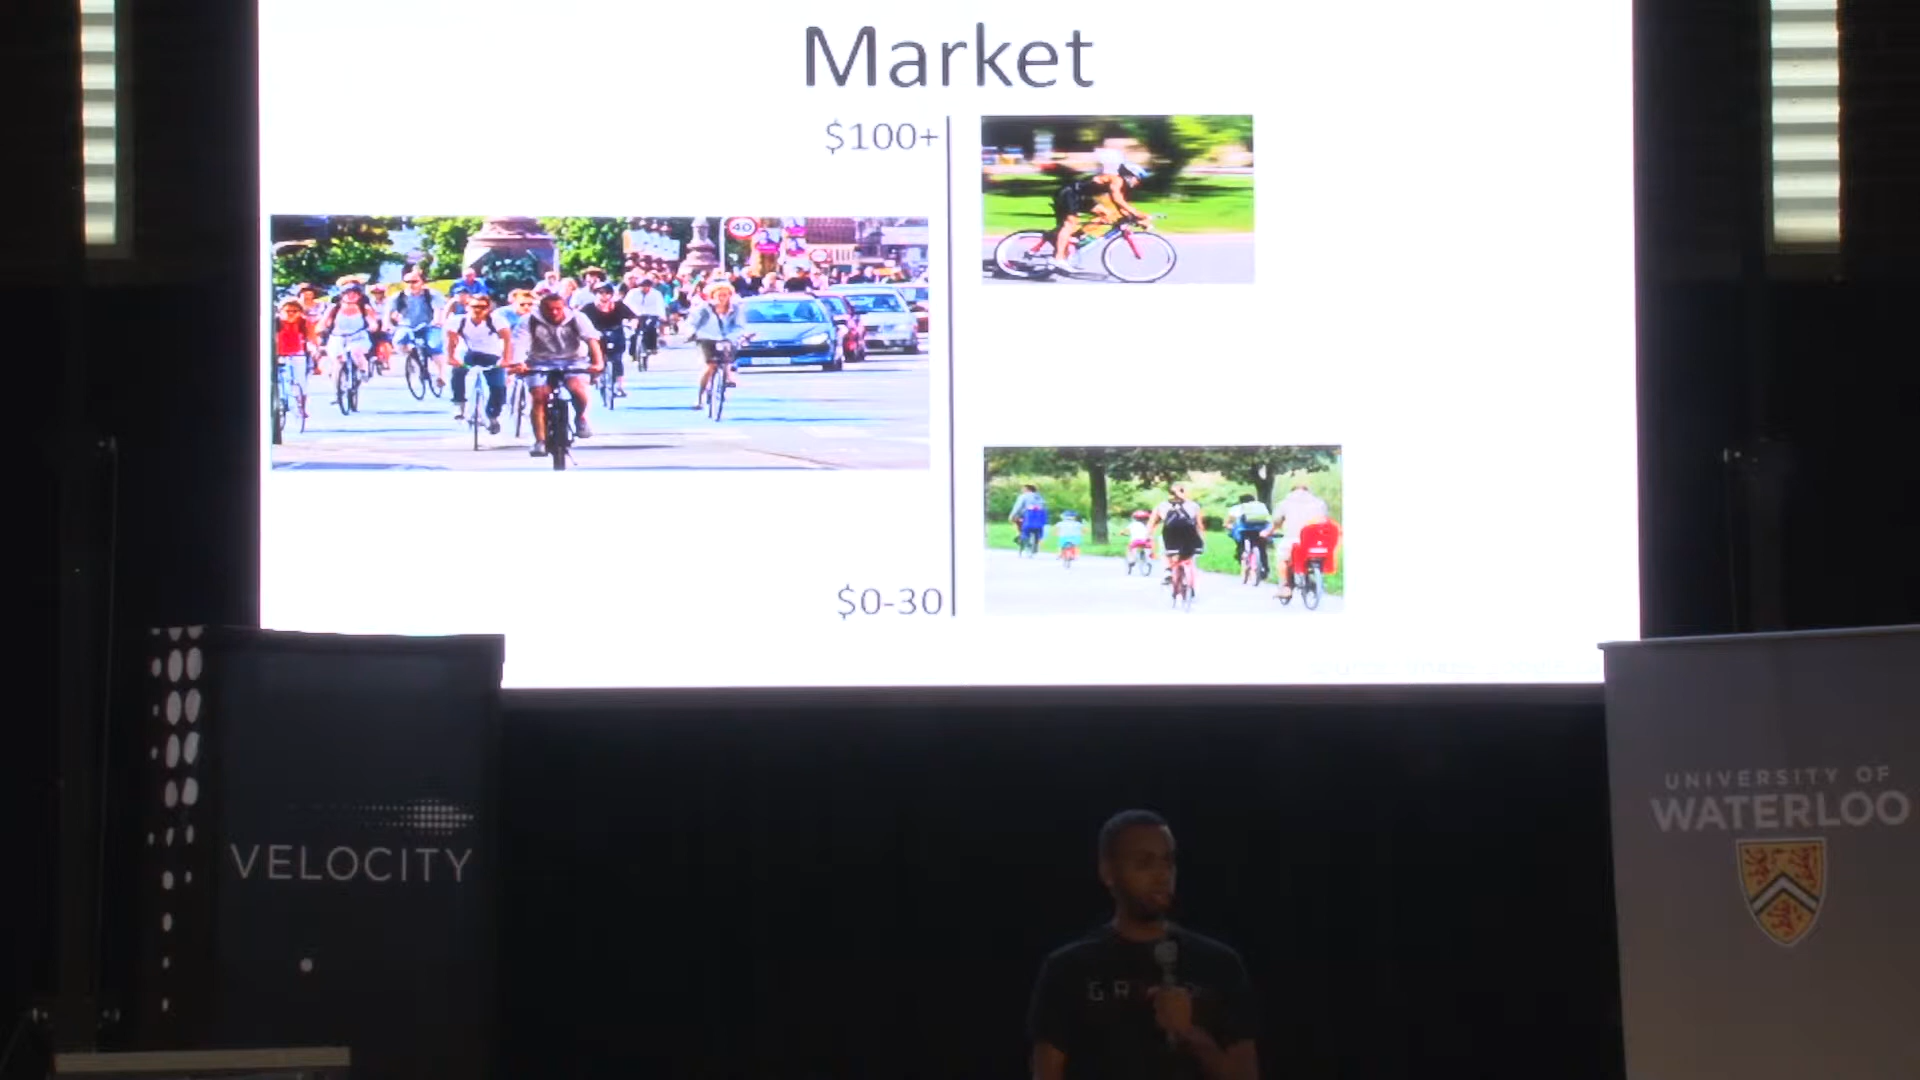 Market
$100+
40
$0-30
VELOCITY
UNIVERSITY OF
WATERLOO